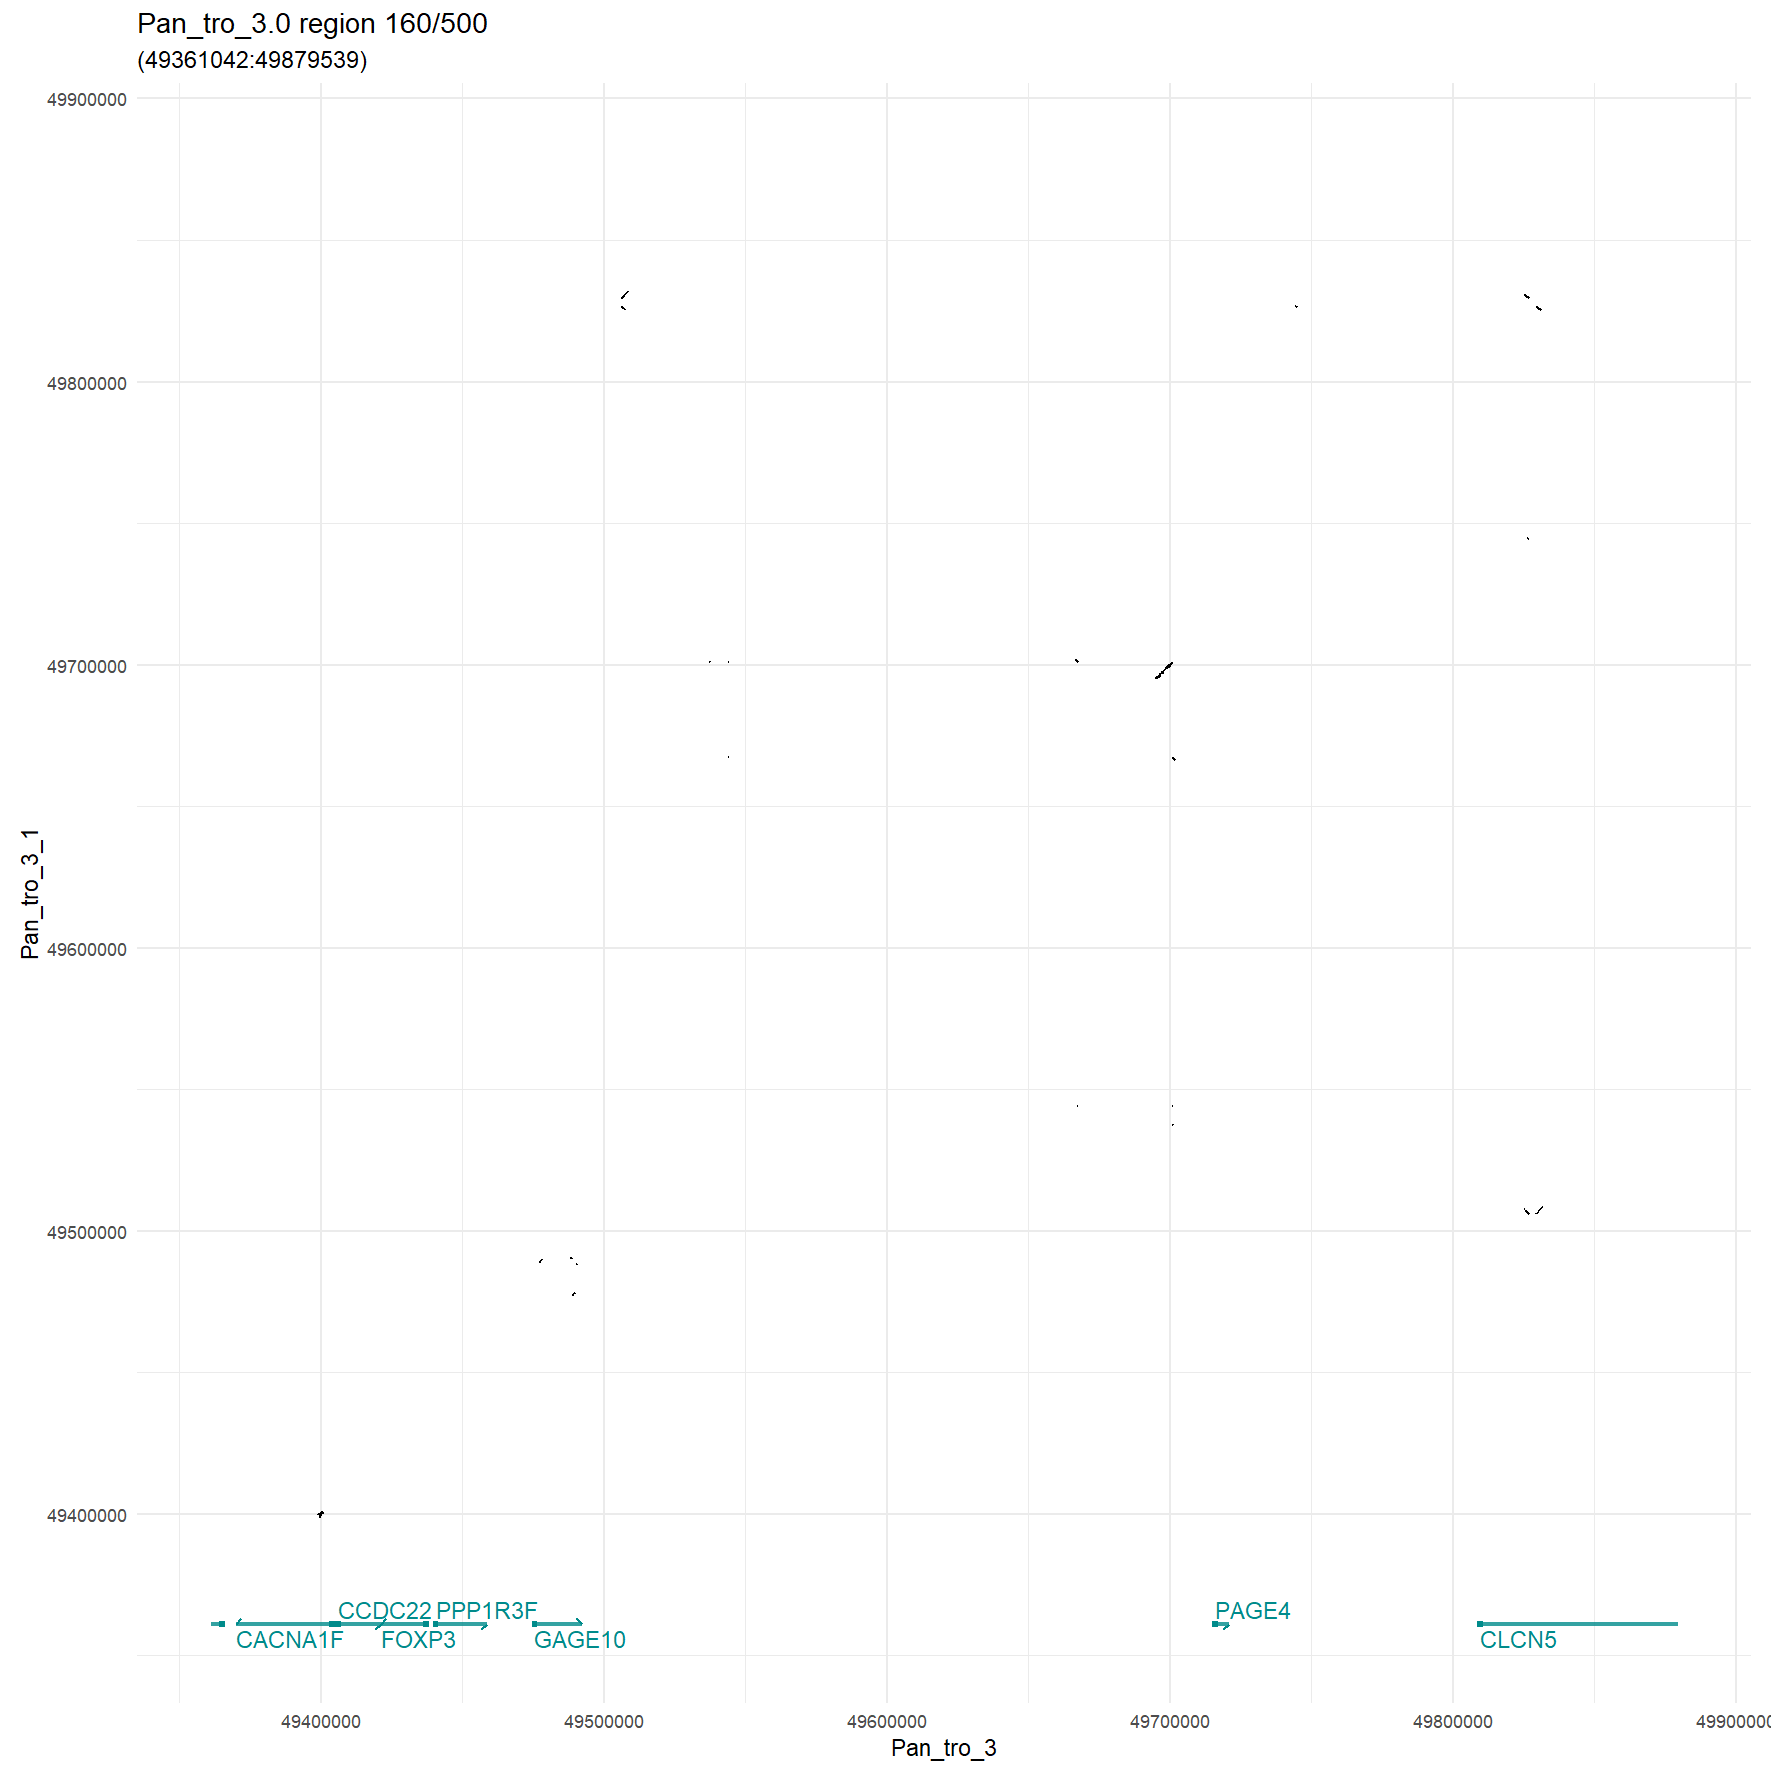 Pan_tro_3.0 region 160/500
(49361042:49879539)
49900000
49800000
49700000
49600000
49500000
49400000
Pan_tro_3_1
CCDC22 PPP1R3F PAGE4
CACNA1F FOXP3 GAGE10 CLCN5
49400000 49500000 49600000 49700000 49800000 4990000
Pan_tro_3